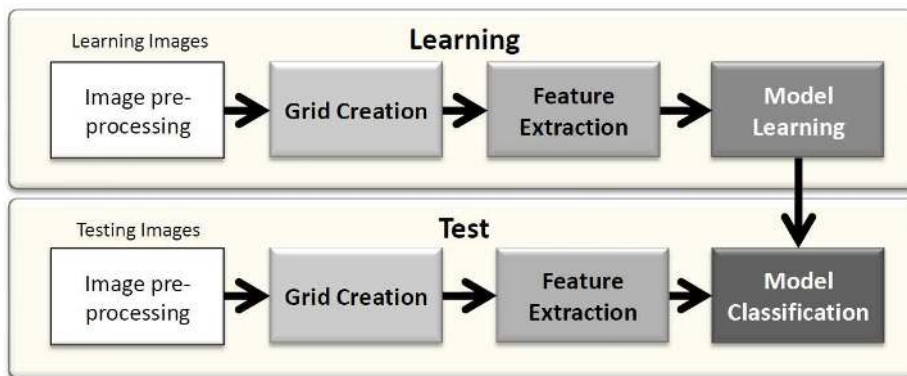 Learning
Learning Images
Image pre-
processing
Grid Creation
Feature
Extraction
Model
Learning
Test
Testing Images
Image pre-
processing
Grid Creation
Feature
Extraction
Model
Classification